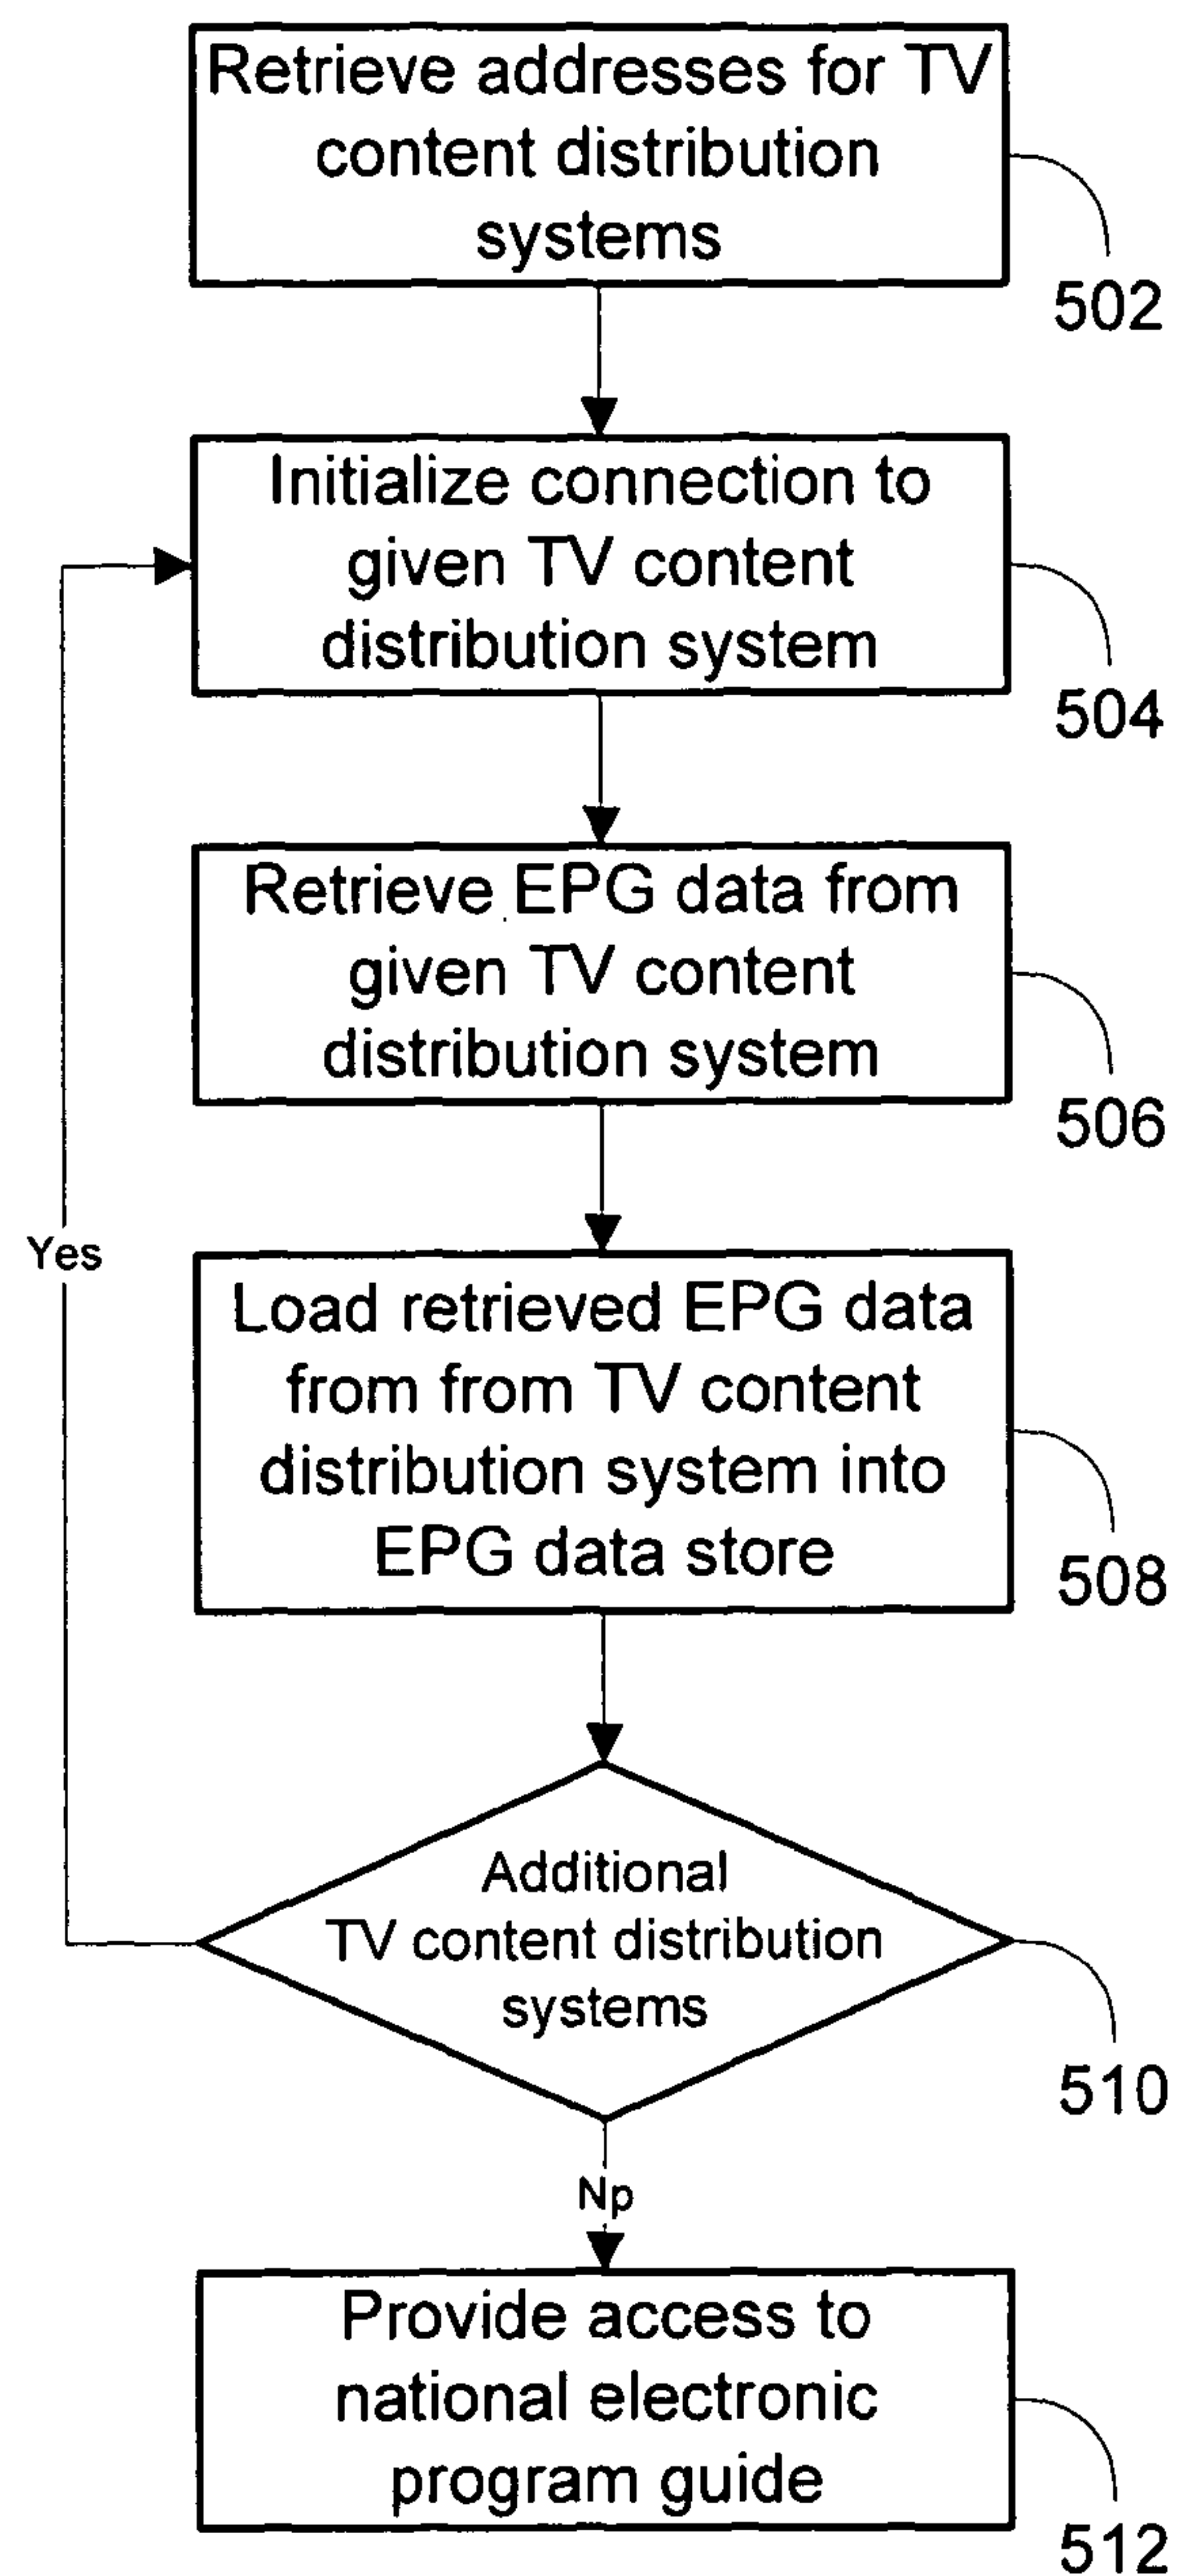 Retrieve addresses for TV
content distribution
systems
502
Initialize connection to
given TV content
distribution system
504
Retrieve EPG data from
given TV content
distribution system
506
Yes
Load retrieved EPG data
from from TV content
distribution system into
EPG data store
508
Additional
TV content distribution
systems
510
Np
Provide access to
national electronic
program guide
512